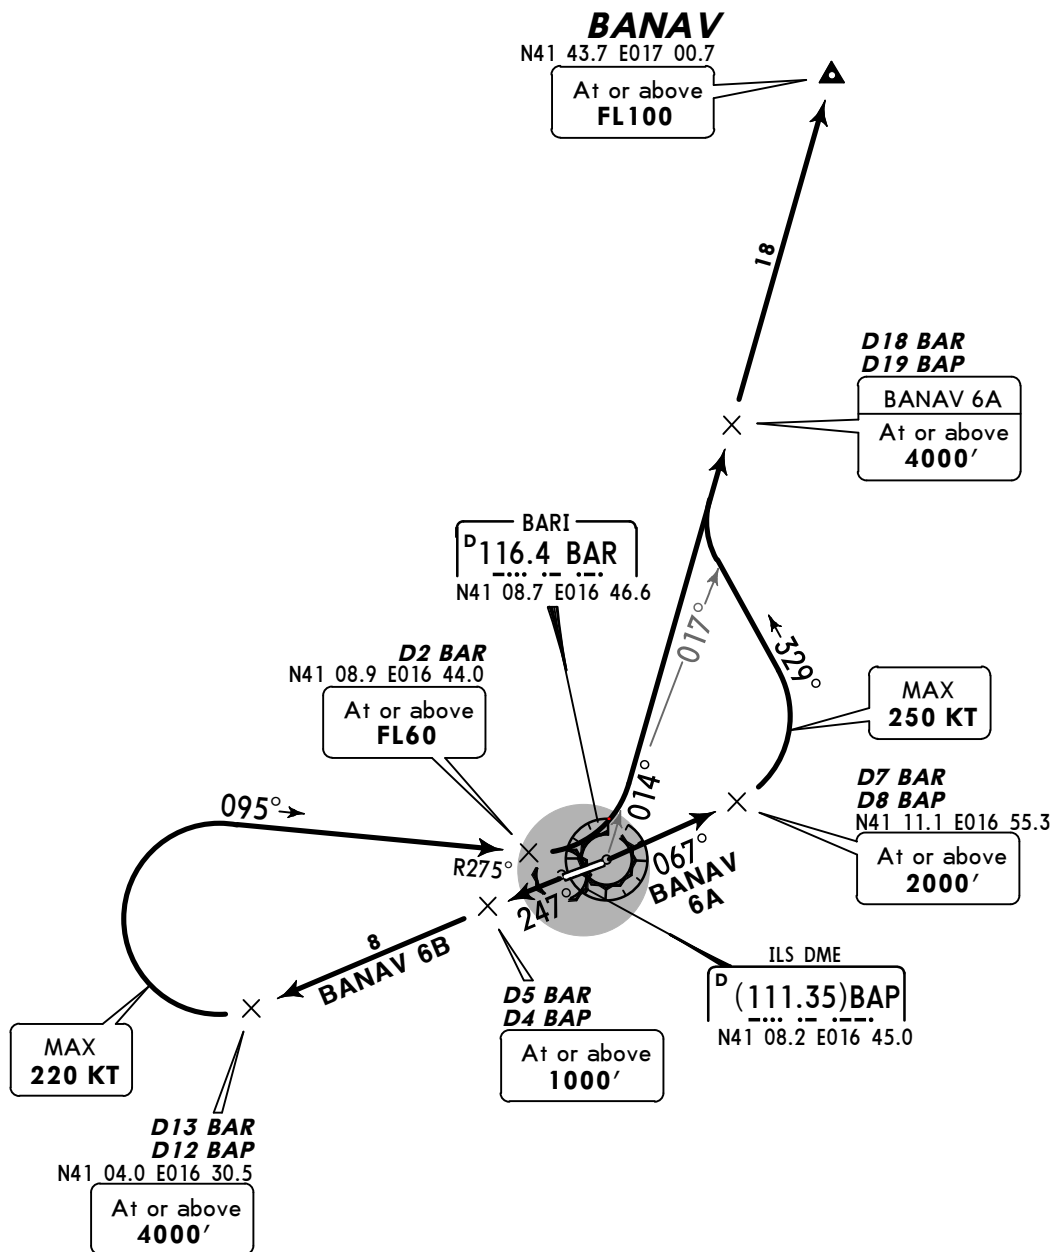 BANAV
N41 43.7 E017 00.7
At or above
FL100
18
D18 BAR
D19 BAP
BANAV 6A
At or above
4000'
BARI
D 116.4 BAR
N41 08.7 E016 46.6
017°
329°
D2 BAR
N41 08.9 E016 44.0
At or above
FL60
MAX
250 KT
014°
D7 BAR
D8 BAP
N41 11.1 E016 55.3
At or above
2000'
095°
R275°
067°
BANAV
6A
247°
8
BANAV 6B
ILS DME
D (111.35)BAP
N41 08.2 E016 45.0
D5 BAR
D4 BAP
At or above
1000'
MAX
220 KT
D13 BAR
D12 BAP
N41 04.0 E016 30.5
At or above
4000'